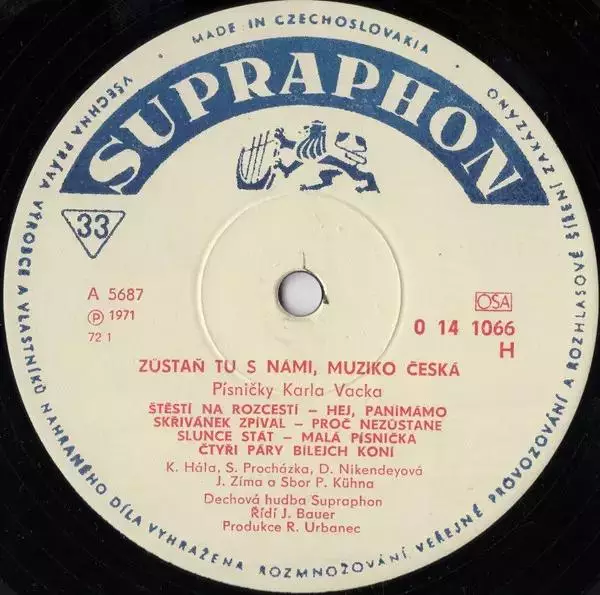 MADE IN CZECHOSLOVAKIA
SUPRAPHON
VŠECHNA PRÁVA VÝROBCE A VLASTNÍKŮ NAHRANÉHO DÍLA VYHRAŽENA ROZMNOŽOVÁNÍ VEŘEJNÉ PROVOZOVÁNÍ A ROZHLASOVÉ ŠÍŘENÍ ZAKÁZÁNO
33
A 5687
Ⓟ 1971
72 1
OSA
0 14 1066
H
ZŮSTAŇ TU S NÁMI, MUZIKO ČESKÁ
Písničky Karla Vacka
ŠTĚSTÍ NA ROZCESTÍ – HEJ, PANÍMÁMO
SKŘIVÁNEK ZPÍVAL – PROČ NEZŮSTANE
SLUNCE STÁT – MALÁ PÍSNIČKA
ČTYŘI PÁRY BÍLEJCH KONÍ
K. Hála, S. Procházka, D. Nikendeyová
J. Zíma a Sbor P. Kühna
Dechová hudba Supraphon
Řídí J. Bauer
Produkce R. Urbanec